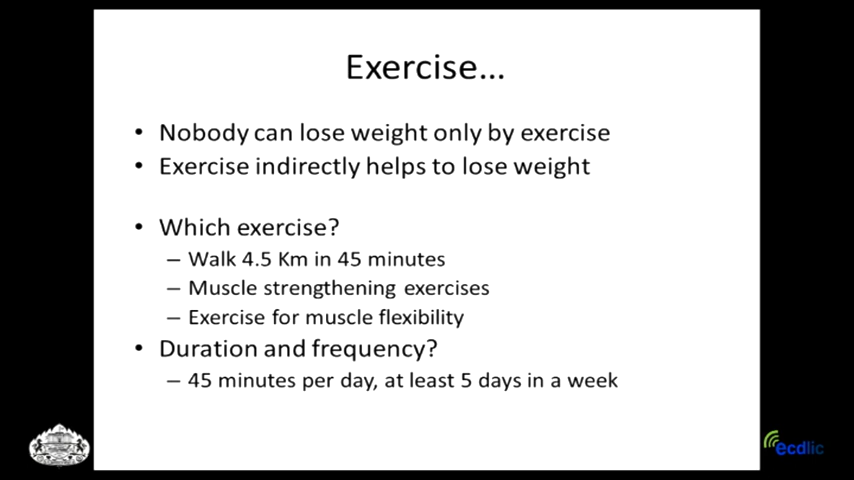 Exercise...
• Nobody can lose weight only by exercise
• Exercise indirectly helps to lose weight
• Which exercise?
– Walk 4.5 Km in 45 minutes
– Muscle strengthening exercises
– Exercise for muscle flexibility
• Duration and frequency?
– 45 minutes per day, at least 5 days in a week
ecdlic